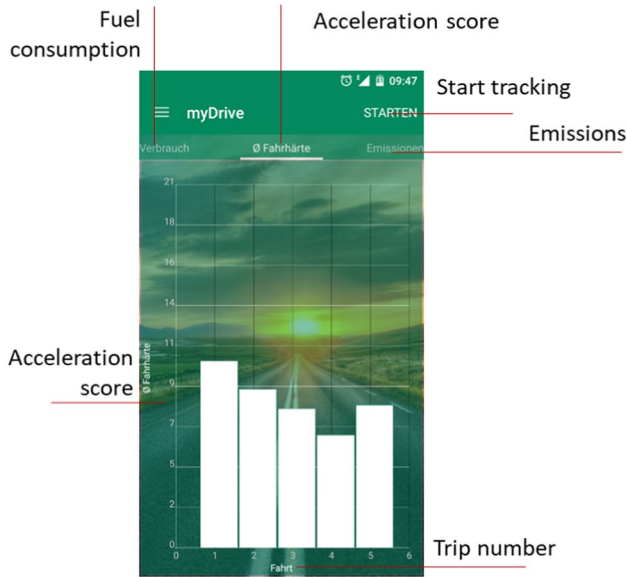 Fuel
consumption
Acceleration score
09:47
myDrive
STARTEN
Start tracking
Verbrauch
Ø Fahrhärte
Emissionen
Emissions
21
18
16
14
11
9
7
5
2
0
Ø Fahrhärte
Acceleration
score
0 1 2 3 4 5 6
Fahrt
Trip number